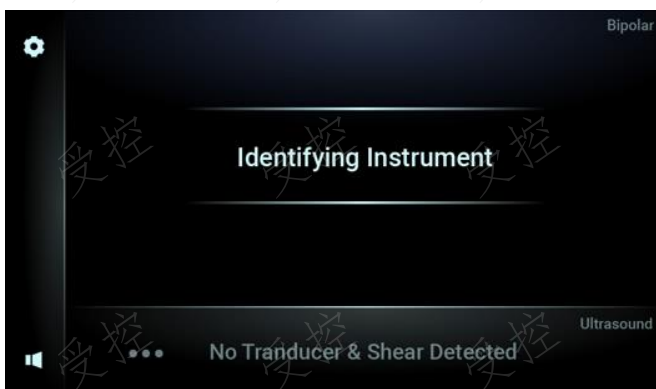 Bipolar
Identifying Instrument
受控 受控 受控
Ultrasound
No Tranducer & Shear Detected
受控 受控 受控